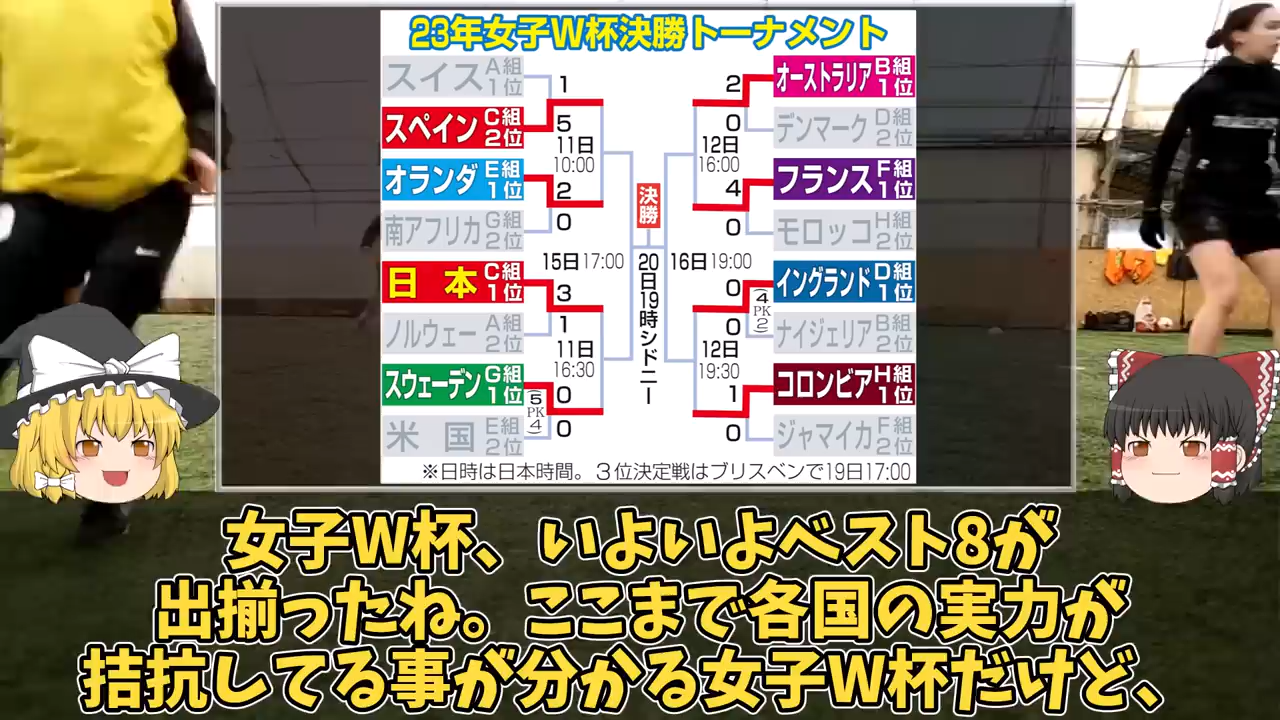 23年女子W杯決勝トーナメント
スイス A組1位
1
スペイン C組2位
5
11日
10:00
オランダ E組1位
2
南アフリカ G組2位
0
15日17:00
日本 C組1位
3
ノルウェー A組2位
1
11日
16:30
スウェーデン G組1位
0
(5PK4)
米国 E組2位
0
決勝
20日19時シドニー
オーストラリア B組1位
2
デンマーク D組2位
0
12日
16:00
フランス F組1位
4
モロッコ H組2位
0
16日19:00
イングランド D組1位
0
(4PK2)
ナイジェリア B組2位
0
12日
19:30
コロンビア H組1位
1
ジャマイカ F組2位
0
※日時は日本時間。3位決定戦はブリスベンで19日17:00
女子W杯、いよいよベスト8が
出揃ったね。ここまで各国の実力が
拮抗してる事が分かる女子W杯だけど、